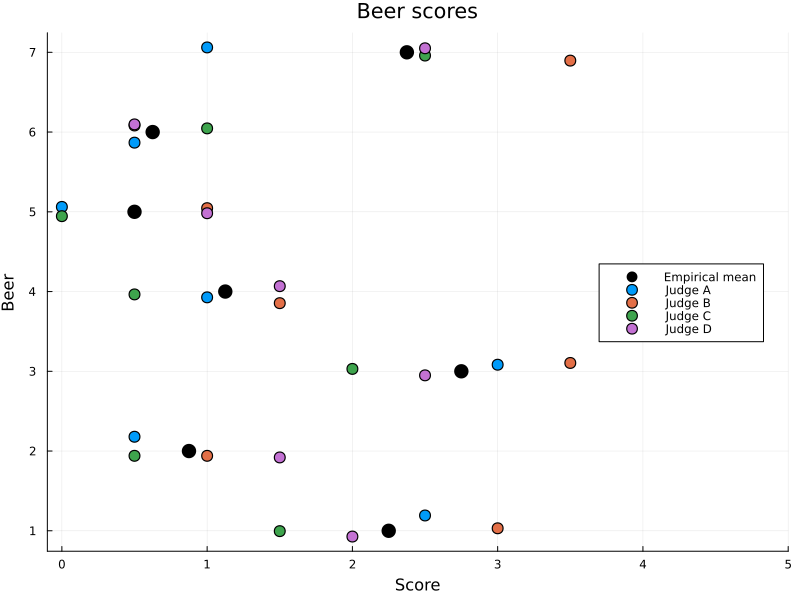 Beer scores
7
6
5
4
3
2
1
Beer
Empirical mean
Judge A
Judge B
Judge C
Judge D
0 1 2 3 4 5
Score